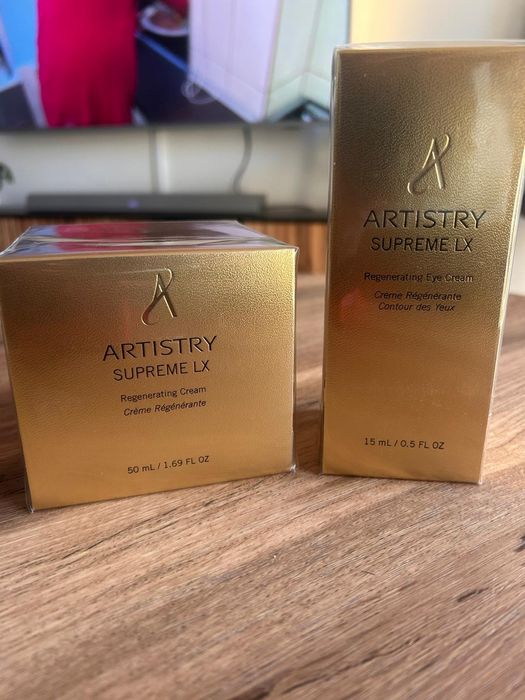 ARTISTRY
SUPREME LX
Regenerating Cream
Crème Régénérante
50 mL / 1.69 FL OZ
ARTISTRY
SUPREME LX
Regenerating Eye Cream
Crème Régénérante
Contour des Yeux
15 mL / 0.5 FL OZ